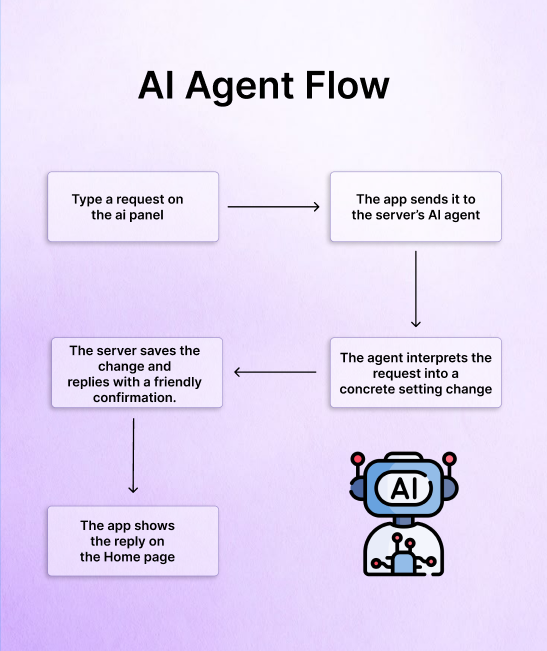 AI Agent Flow
Type a request on
the ai panel
The app sends it to
the server's AI agent
The agent interprets the
request into a
concrete setting change
The server saves the
change and
replies with a friendly
confirmation.
The app shows
the reply on
the Home page
AI